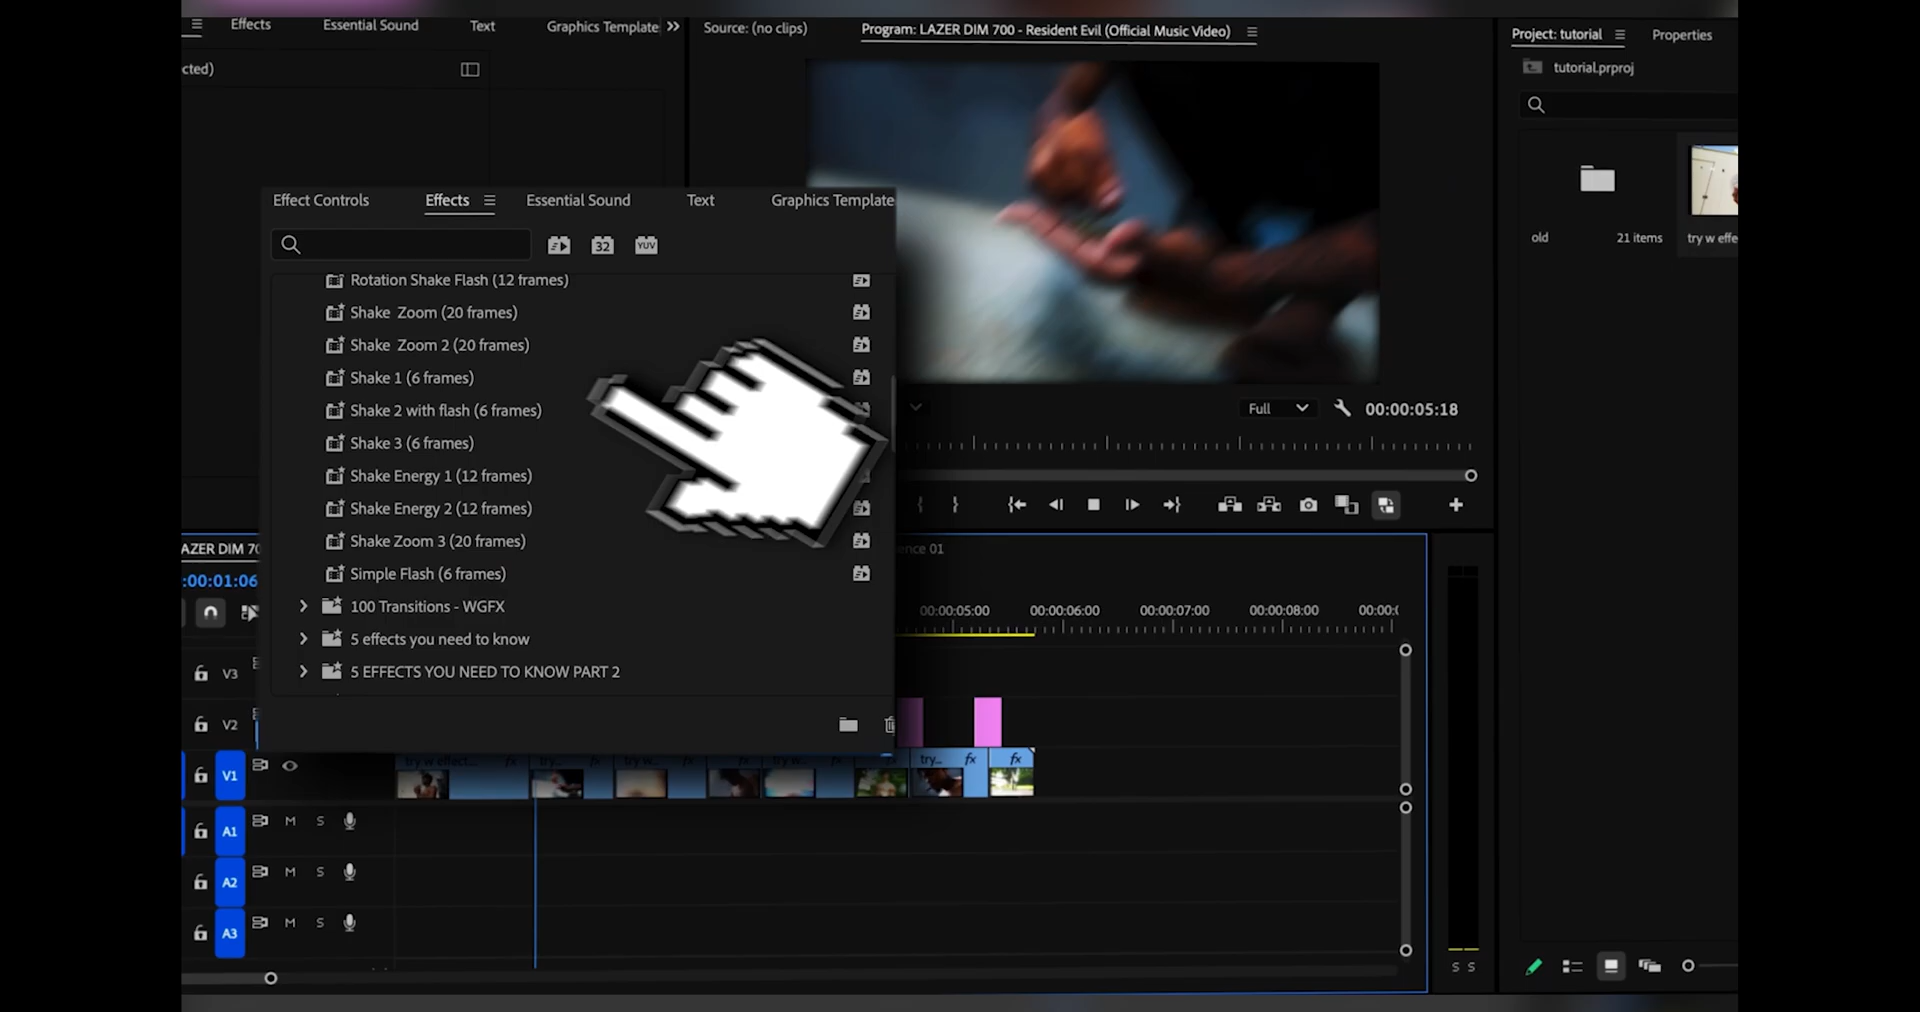 Effects Essential Sound Text Graphics Template
Source: (no clips)
Program: LAZER DIM 700 - Resident Evil (Official Music Video)
Project: tutorial Properties
cted)
tutorial.prproj
old 21 items
try w effe
Effect Controls Effects Essential Sound Text Graphics Template
32 YUV
Rotation Shake Flash (12 frames)
Shake Zoom (20 frames)
Shake Zoom 2 (20 frames)
Shake 1 (6 frames)
Shake 2 with flash (6 frames)
Shake 3 (6 frames)
Shake Energy 1 (12 frames)
Shake Energy 2 (12 frames)
Shake Zoom 3 (20 frames)
Simple Flash (6 frames)
100 Transitions - WGFX
5 effects you need to know
5 EFFECTS YOU NEED TO KNOW PART 2
Full 00:00:05:18
AZER DIM 70
ence 01
:00:01:06
00:00:05:00 00:00:06:00 00:00:07:00 00:00:08:00 00:00:0
V3
V2
try w effect... fx try... try w... fx fx try w... fx try... fx fx
V1
A1 M S
A2 M S
A3 M S
S S